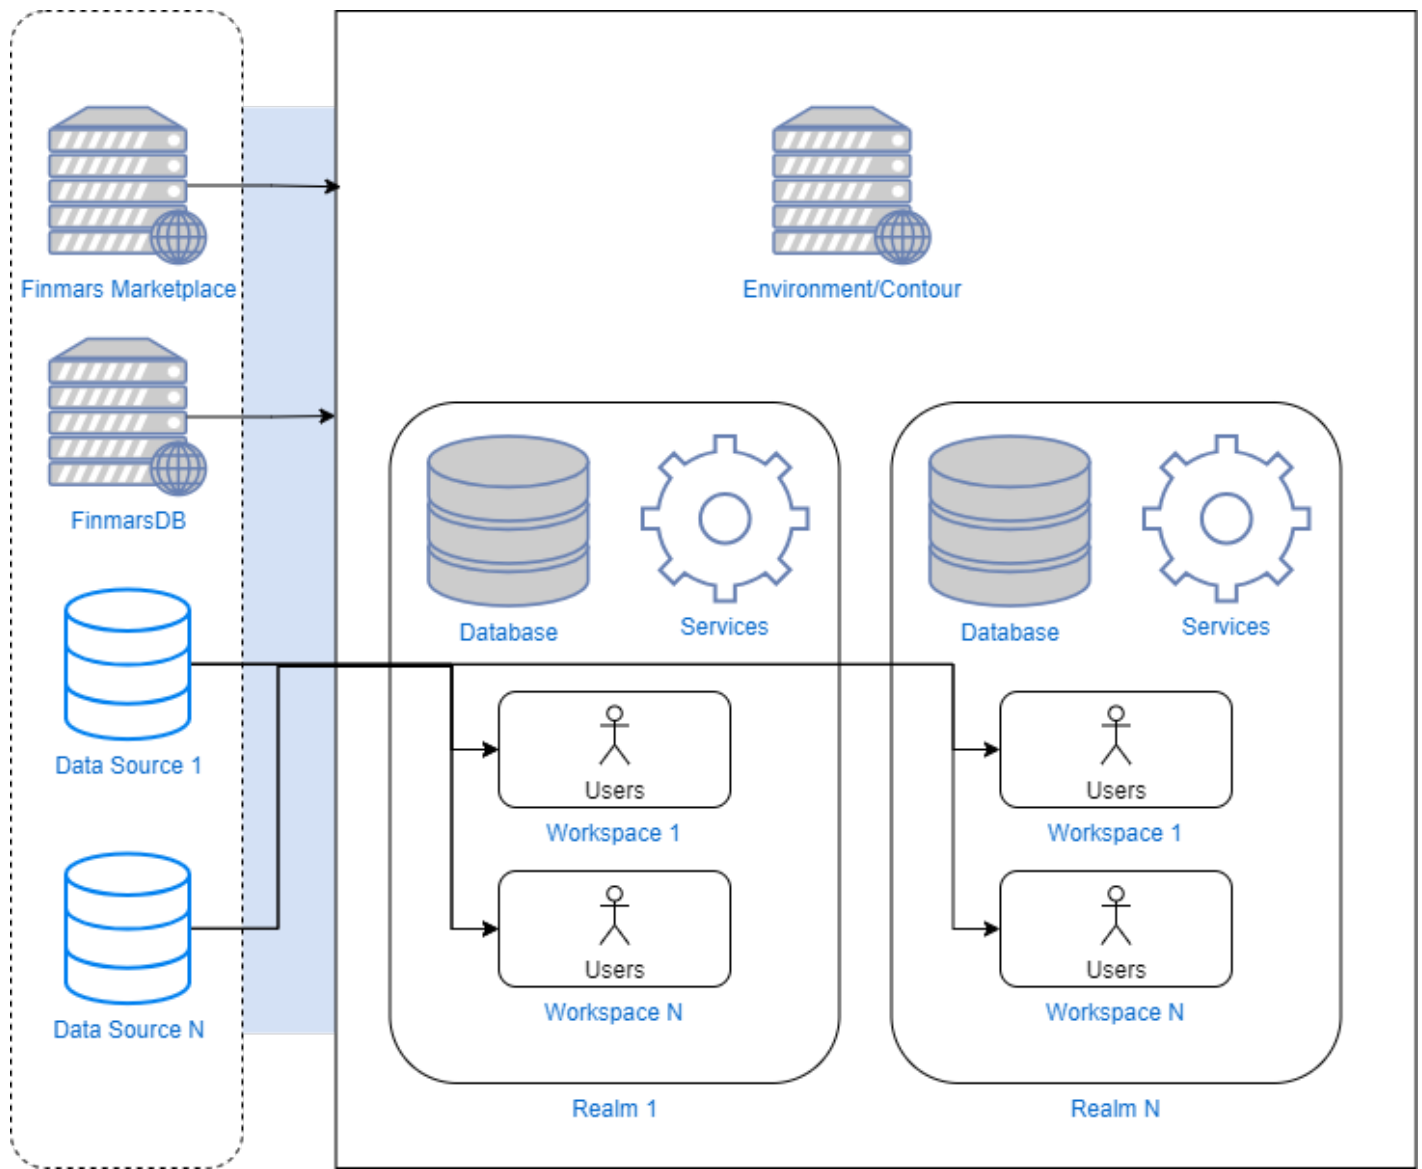 Finmars Marketplace
Environment/Contour
FinmarsDB
Database
Services
Database
Services
Data Source 1
Users
Workspace 1
Users
Workspace 1
Data Source N
Users
Workspace N
Users
Workspace N
Realm 1
Realm N